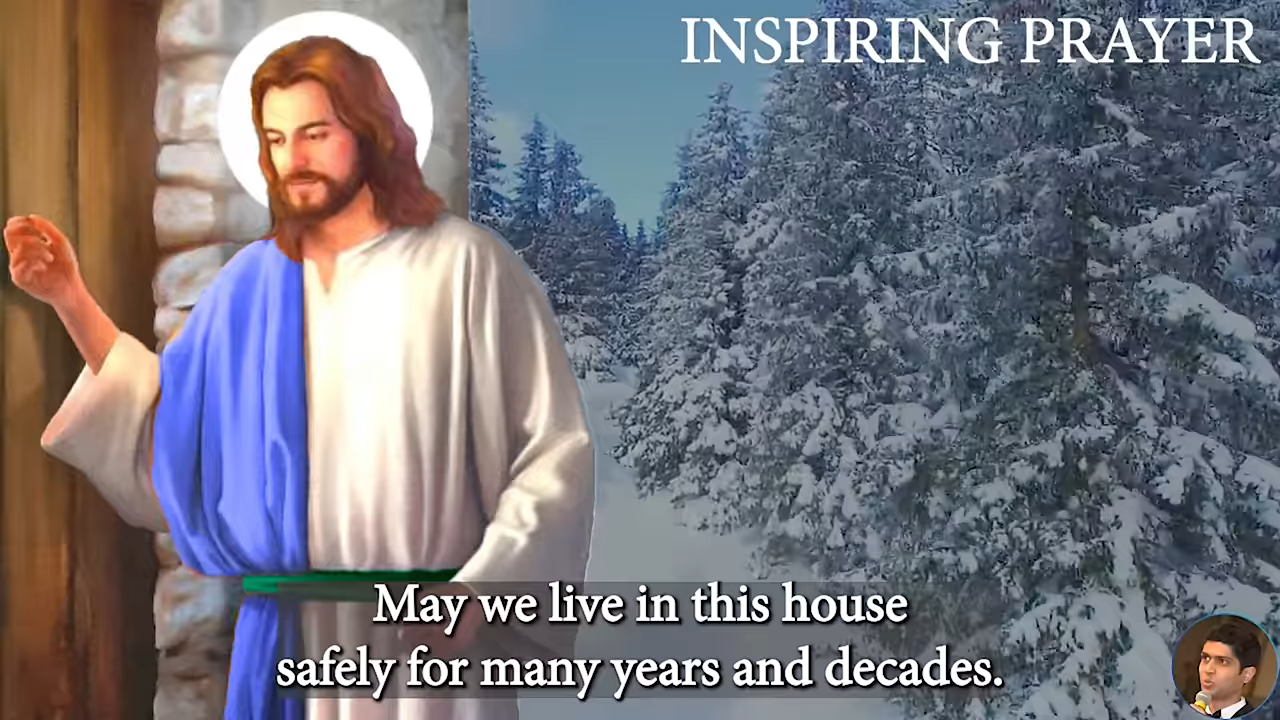 INSPIRING PRAYER
May we live in this house
safely for many years and decades.